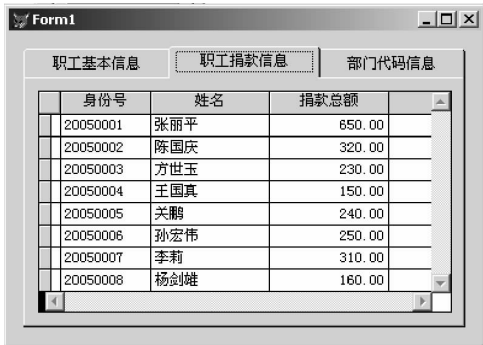 Form1
职工基本信息 职工捐款信息 部门代码信息
身份号 姓名 捐款总额
20050001 张丽平 650.00
20050002 陈国庆 320.00
20050003 方世玉 230.00
20050004 王国真 150.00
20050005 关鹏 240.00
20050006 孙宏伟 250.00
20050007 李莉 310.00
20050008 杨剑雄 160.00